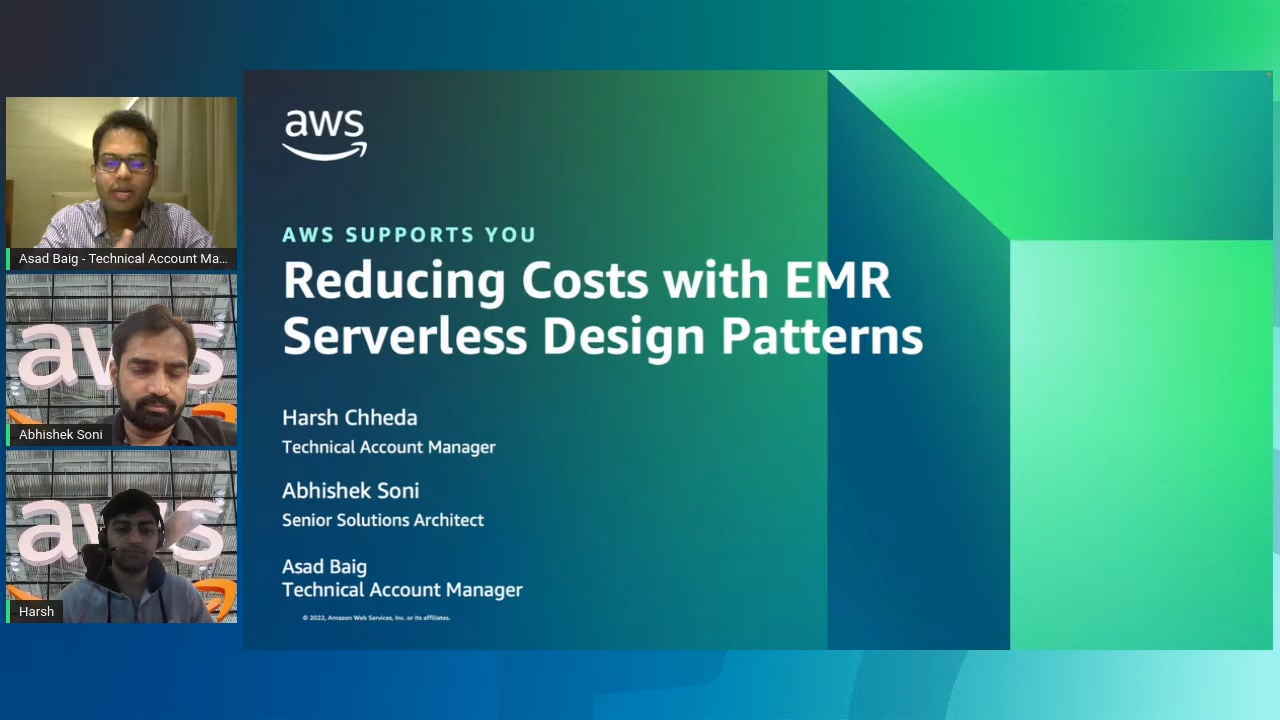 aws
AWS SUPPORTS YOU
Reducing Costs with EMR
Serverless Design Patterns
Harsh Chheda
Technical Account Manager
Abhishek Soni
Senior Solutions Architect
Asad Baig
Technical Account Manager
© 2022, Amazon Web Services, Inc. or its affiliates.
Asad Baig - Technical Account Ma...
aws
Abhishek Soni
aws
Harsh